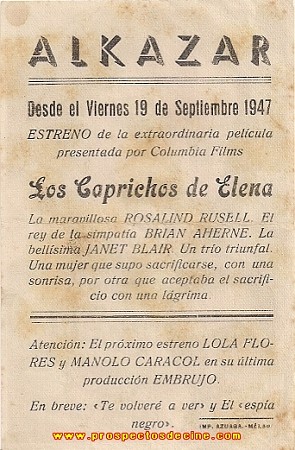 ALKAZAR
Desde el Viernes 19 de Septiembre 1947
ESTRENO de la extraordinaria película
presentada por Columbia Films
Los Caprichos de Elena
La maravillosa ROSALIND RUSELL. El
rey de la simpatía BRIAN AHERNE. La
bellísima JANET BLAIR. Un trío triunfal.
Una mujer que supo sacrificarse, con una
sonrisa, por otra que aceptaba el sacrifi-
cio con una lágrima
Atención: El próximo estreno LOLA FLO-
RES y MANOLO CARACOL en su última
producción EMBRUJO.
En breve: «Te volveré a ver» y El «espía
negro».
IMP. AZUAGA-MÉLAU
www.prospectosdecine.com